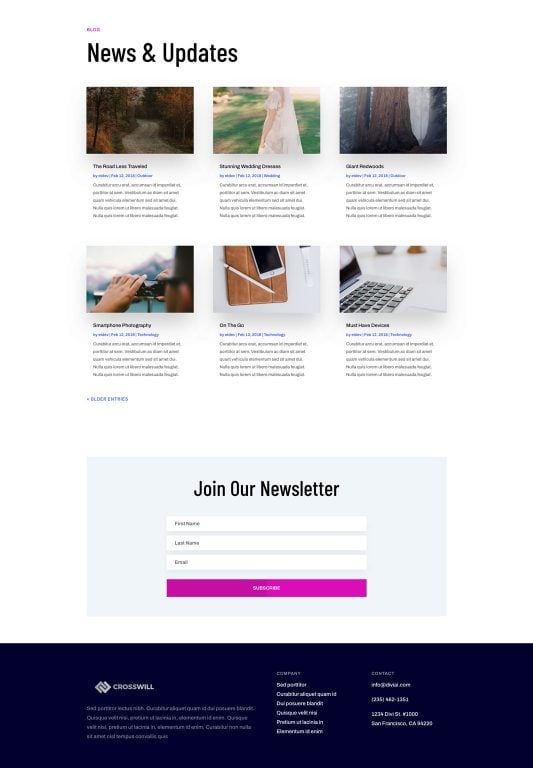 BLOG
News & Updates
The Road Less Traveled
by etdev | Feb 12, 2018 | Outdoor
Curabitur arcu erat, accumsan id imperdiet et,
porttitor at sem. Vestibulum ac diam sit amet
quam vehicula elementum sed sit amet dui.
Nulla quis lorem ut libero malesuada feugiat.
Stunning Wedding Dresses
by etdev | Feb 12, 2018 | Wedding
Curabitur arcu erat, accumsan id imperdiet et,
porttitor at sem. Vestibulum ac diam sit amet
quam vehicula elementum sed sit amet dui.
Nulla quis lorem ut libero malesuada feugiat.
Giant Redwoods
by etdev | Feb 12, 2018 | Outdoor
Curabitur arcu erat, accumsan id imperdiet et,
porttitor at sem. Vestibulum ac diam sit amet
quam vehicula elementum sed sit amet dui.
Nulla quis lorem ut libero malesuada feugiat.
Smartphone Photography
by etdev | Feb 12, 2018 | Technology
Curabitur arcu erat, accumsan id imperdiet et,
porttitor at sem. Vestibulum ac diam sit amet
quam vehicula elementum sed sit amet dui.
Nulla quis lorem ut libero malesuada feugiat.
On The Go
by etdev | Feb 12, 2018 | Technology
Curabitur arcu erat, accumsan id imperdiet et,
porttitor at sem. Vestibulum ac diam sit amet
quam vehicula elementum sed sit amet dui.
Nulla quis lorem ut libero malesuada feugiat.
Must Have Devices
by etdev | Feb 12, 2018 | Technology
Curabitur arcu erat, accumsan id imperdiet et,
porttitor at sem. Vestibulum ac diam sit amet
quam vehicula elementum sed sit amet dui.
Nulla quis lorem ut libero malesuada feugiat.
« OLDER ENTRIES
Join Our Newsletter
First Name
Last Name
Email
SUBSCRIBE
CROSSWILL
Sed porttitor lectus nibh. Curabitur aliquet quam id dui posuere blandit.
Quisque velit nisi, pretium ut lacinia in, elementum id enim. Quisque
velit nisi, pretium ut lacinia in, elementum id enim. Curabitur non nulla
sit amet nisl tempus convallis quis
COMPANY
Sed porttitor
Curabitur aliquet quam id
Dui posuere blandit
Quisque velit nisi
Pretium ut lacinia in
Elementum id enim
CONTACT
info@divisi.com
(235) 462-1351
1234 Divi St. #1000
San Francisco, CA 94220